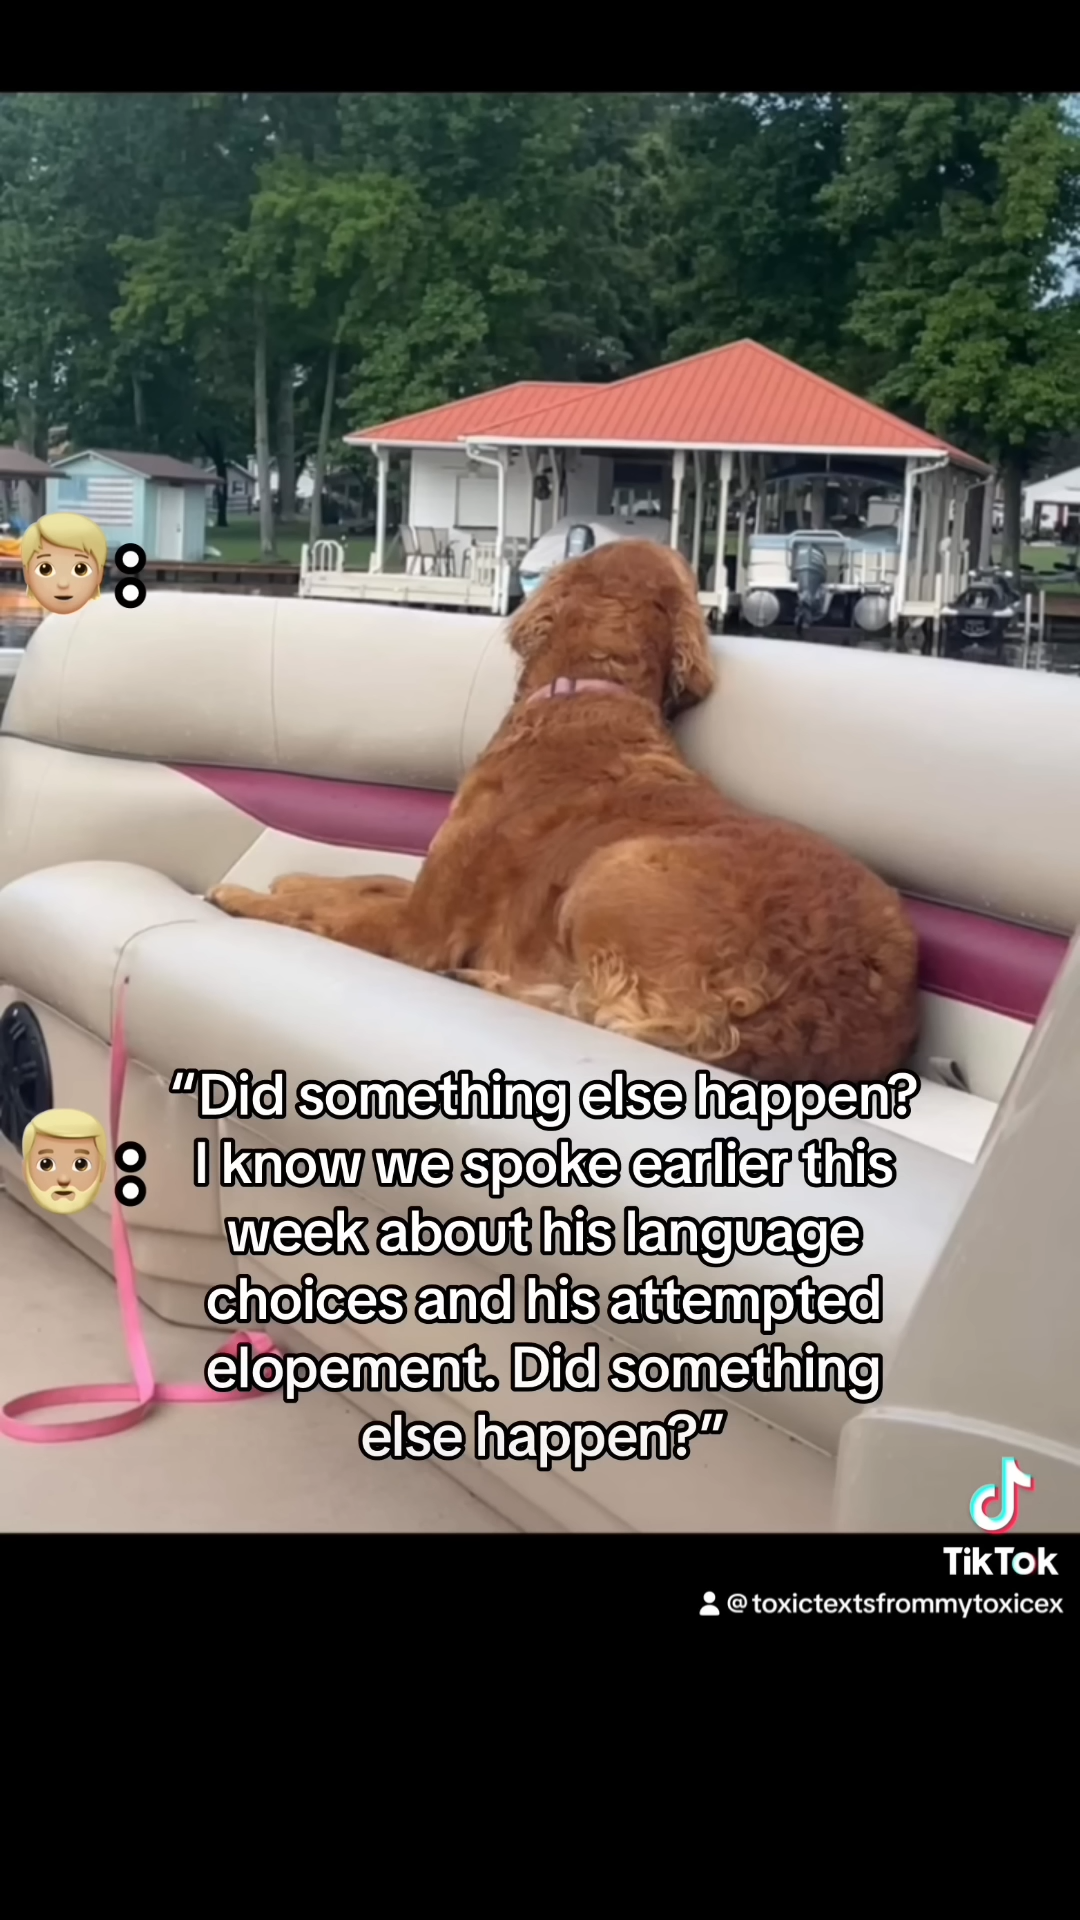 “Did something else happen?
I know we spoke earlier this
week about his language
choices and his attempted
elopement. Did something
else happen?”
TikTok
@toxictextsfrommytoxicex